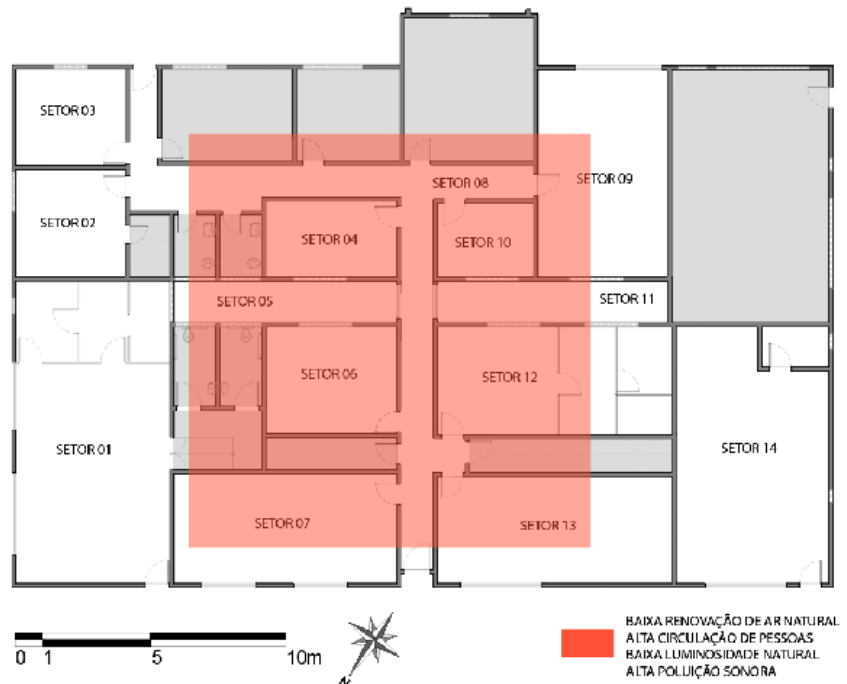 SETOR 03
SETOR 08
SETOR 09
SETOR 02
SETOR 04
SETOR 10
SETOR 05
SETOR 11
SETOR 06
SETOR 12
SETOR 01
SETOR 14
SETOR 07
SETOR 13
0 1 5 10m
N
BAIXA RENOVAÇÃO DE AR NATURAL
ALTA CIRCULAÇÃO DE PESSOAS
BAIXA LUMINOSIDADE NATURAL
ALTA POLUIÇÃO SONORA